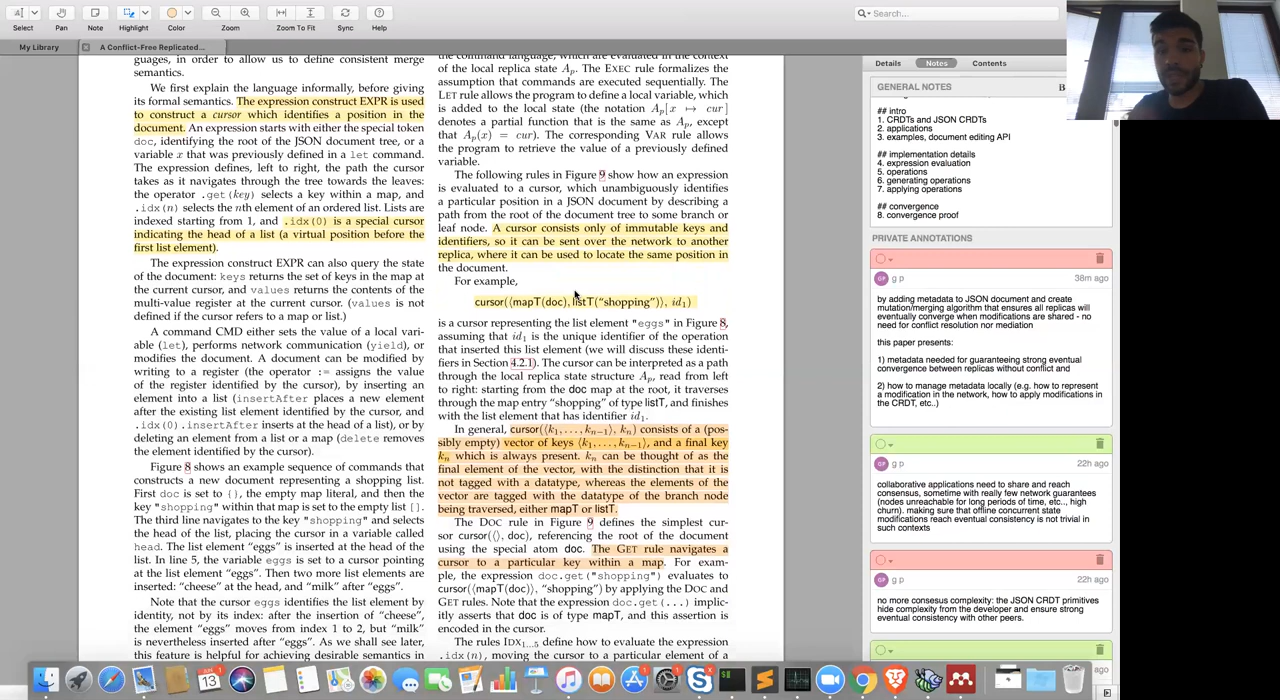 Select
Pan
Note
Highlight
Color
Zoom
Zoom To Fit
Sync
Help
Search...
My Library
A Conflict-Free Replicated...
guages, in order to allow us to define consistent merge
semantics.
We first explain the language informally, before giving
its formal semantics. The expression construct EXPR is used
to construct a cursor which identifies a position in the
document. An expression starts with either the special token
doc, identifying the root of the JSON document tree, or a
variable x that was previously defined in a let command.
The expression defines, left to right, the path the cursor
takes as it navigates through the tree towards the leaves:
the operator .get(key) selects a key within a map, and
.idx(n) selects the nth element of an ordered list. Lists are
indexed starting from 1, and .idx(0) is a special cursor
indicating the head of a list (a virtual position before the
first list element).
The expression construct EXPR can also query the state
of the document: keys returns the set of keys in the map at
the current cursor, and values returns the contents of the
multi-value register at the current cursor. (values is not
defined if the cursor refers to a map or list.)
A command CMD either sets the value of a local vari-
able (let), performs network communication (yield), or
modifies the document. A document can be modified by
writing to a register (the operator := assigns the value
of the register identified by the cursor), by inserting an
element into a list (insertAfter places a new element
after the existing list element identified by the cursor, and
.idx(0).insertAfter inserts at the head of a list), or by
deleting an element from a list or a map (delete removes
the element identified by the cursor).
Figure 8 shows an example sequence of commands that
constructs a new document representing a shopping list.
First doc is set to {}, the empty map literal, and then the
key "shopping" within that map is set to the empty list [].
The third line navigates to the key "shopping" and selects
the head of the list, placing the cursor in a variable called
head. The list element "eggs" is inserted at the head of the
list. In line 5, the variable eggs is set to a cursor pointing
at the list element "eggs". Then two more list elements are
inserted: "cheese" at the head, and "milk" after "eggs".
Note that the cursor eggs identifies the list element by
identity, not by its index: after the insertion of "cheese",
the element "eggs" moves from index 1 to 2, but "milk"
is nevertheless inserted after "eggs". As we shall see later,
this feature is helpful for achieving desirable semantics in
the command language, which are evaluated in the context
of the local replica state Ap. The EXEC rule formalizes the
assumption that commands are executed sequentially. The
LET rule allows the program to define a local variable, which
is added to the local state (the notation Ap[x ↦ cur]
denotes a partial function that is the same as Ap, except
that Ap(x) = cur). The corresponding VAR rule allows
the program to retrieve the value of a previously defined
variable.
The following rules in Figure 9 show how an expression
is evaluated to a cursor, which unambiguously identifies
a particular position in a JSON document by describing a
path from the root of the document tree to some branch or
leaf node. A cursor consists only of immutable keys and
identifiers, so it can be sent over the network to another
replica, where it can be used to locate the same position in
the document.
For example,
cursor(⟨mapT(doc), listT("shopping")⟩, id1)
is a cursor representing the list element "eggs" in Figure 8,
assuming that id1 is the unique identifier of the operation
that inserted this list element (we will discuss these identi-
fiers in Section 4.2.1). The cursor can be interpreted as a path
through the local replica state structure Ap, read from left
to right: starting from the doc map at the root, it traverses
through the map entry "shopping" of type listT, and finishes
with the list element that has identifier id1.
In general, cursor(⟨k1, . . . , kn−1⟩, kn) consists of a (pos-
sibly empty) vector of keys ⟨k1, . . . , kn−1⟩, and a final key
kn which is always present. kn can be thought of as the
final element of the vector, with the distinction that it is
not tagged with a datatype, whereas the elements of the
vector are tagged with the datatype of the branch node
being traversed, either mapT or listT.
The DOC rule in Figure 9 defines the simplest cur-
sor cursor(⟨⟩, doc), referencing the root of the document
using the special atom doc. The GET rule navigates a
cursor to a particular key within a map. For exam-
ple, the expression doc.get("shopping") evaluates to
cursor(⟨mapT(doc)⟩, "shopping") by applying the DOC and
GET rules. Note that the expression doc.get(...) implic-
itly asserts that doc is of type mapT, and this assertion is
encoded in the cursor.
The rules IDX1...5 define how to evaluate the expression
.idx(n), moving the cursor to a particular element of
Details
Notes
Contents
GENERAL NOTES
B
## intro
1. CRDTs and JSON CRDTs
2. applications
3. examples, document editing API
## implementation details
4. expression evaluation
5. operations
6. generating operations
7. applying operations
## convergence
8. convergence proof
PRIVATE ANNOTATIONS
g p
38m ago
by adding metadata to JSON document and create
mutation/merging algorithm that ensures all replicas will
eventually converge when modifications are shared - no
need for conflict resolution nor mediation
this paper presents:
1) metadata needed for guaranteeing strong eventual
convergence between replicas without conflict and
2) how to manage metadata locally (e.g. how to represent
a modification in the network, how to apply modifications in
the CRDT, etc..)
g p
22h ago
collaborative applications need to share and reach
consensus, sometime with really few network guarantees
(nodes unreachable for long periods of time, etc.., high
churn). making sure that offline concurrent state
modifications reach eventual consistency is not trivial in
such contexts
g p
22h ago
no more consesus complexity: the JSON CRDT primitives
hide complexity from the developer and ensure strong
eventual consistency with other peers.
ago
13